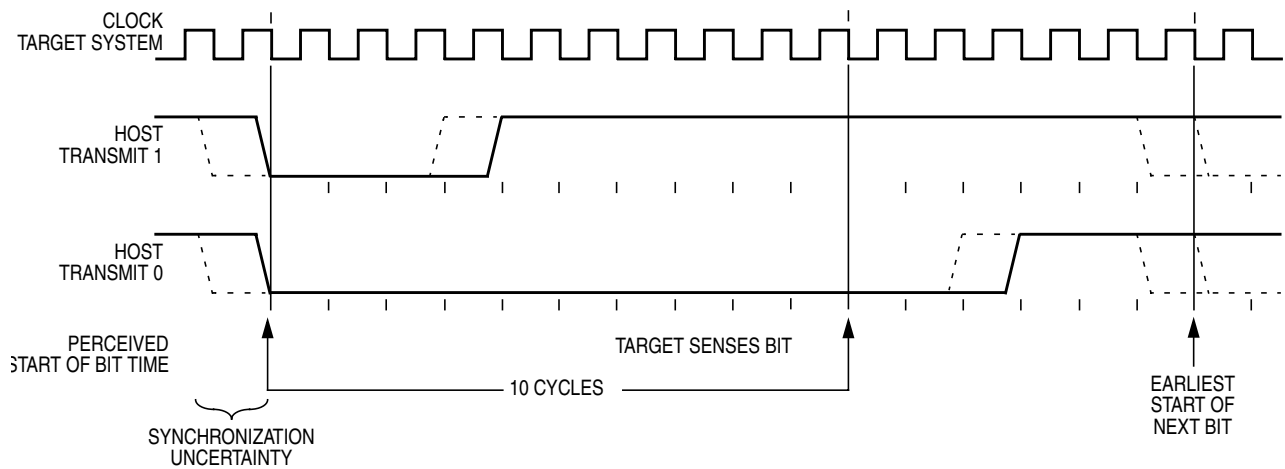 CLOCK
TARGET SYSTEM
HOST
TRANSMIT 1
HOST
TRANSMIT 0
PERCEIVED
START OF BIT TIME
TARGET SENSES BIT
10 CYCLES
EARLIEST
START OF
NEXT BIT
SYNCHRONIZATION
UNCERTAINTY